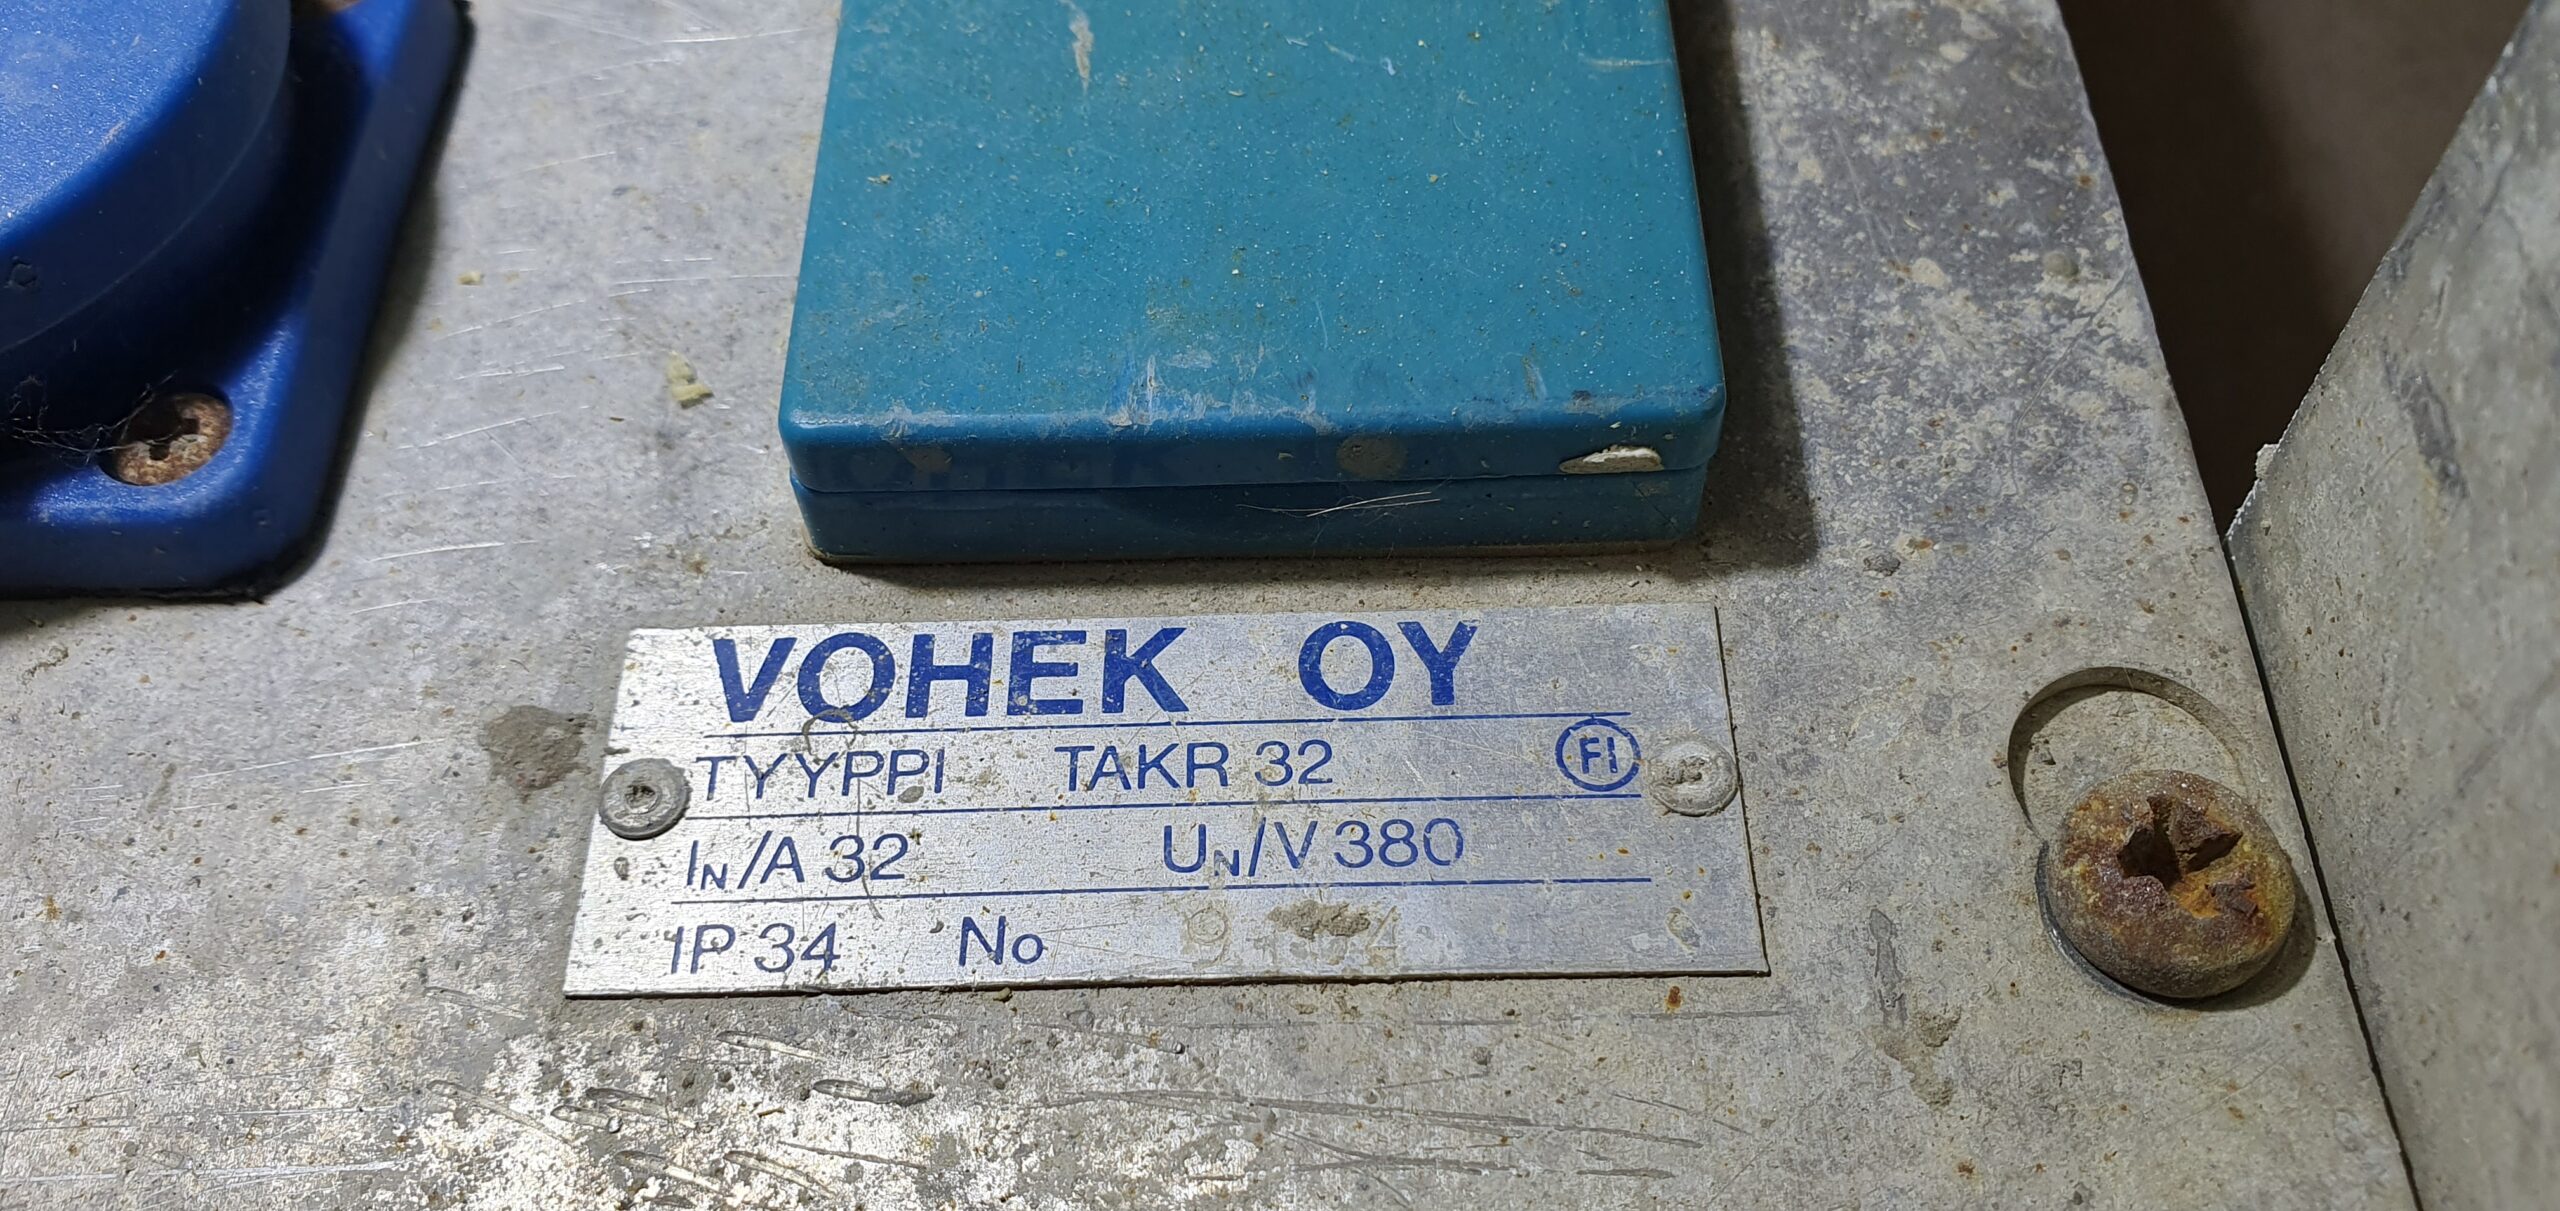 VOHEK OY
TYYPPI TAKR 32 FI
IN/A 32 UN/V 380
IP 34 No